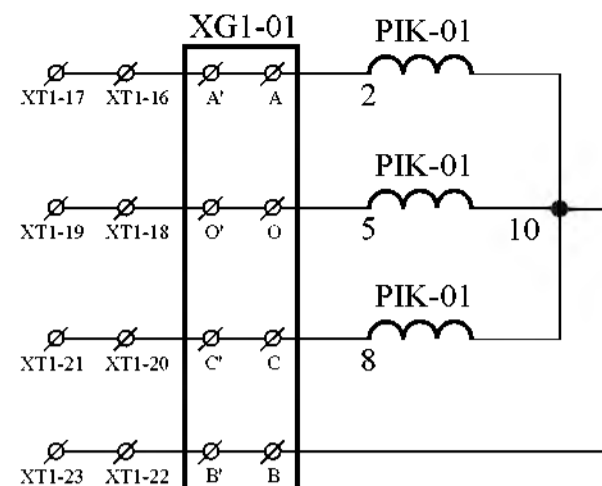 XG1-01 PIK-01
XT1-17 XT1-16 A' A 2
PIK-01
XT1-19 XT1-18 O' O 5 10
PIK-01
XT1-21 XT1-20 C' C 8
XT1-23 XT1-22 B' B